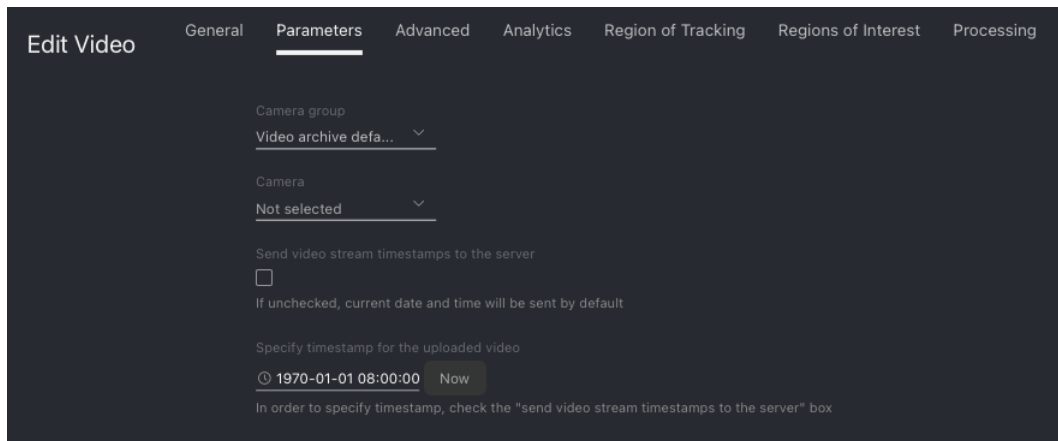 Edit Video
General Parameters Advanced Analytics Region of Tracking Regions of Interest Processing
Camera group
Video archive defa...
Camera
Not selected
Send video stream timestamps to the server
If unchecked, current date and time will be sent by default
Specify timestamp for the uploaded video
1970-01-01 08:00:00 Now
In order to specify timestamp, check the "send video stream timestamps to the server" box